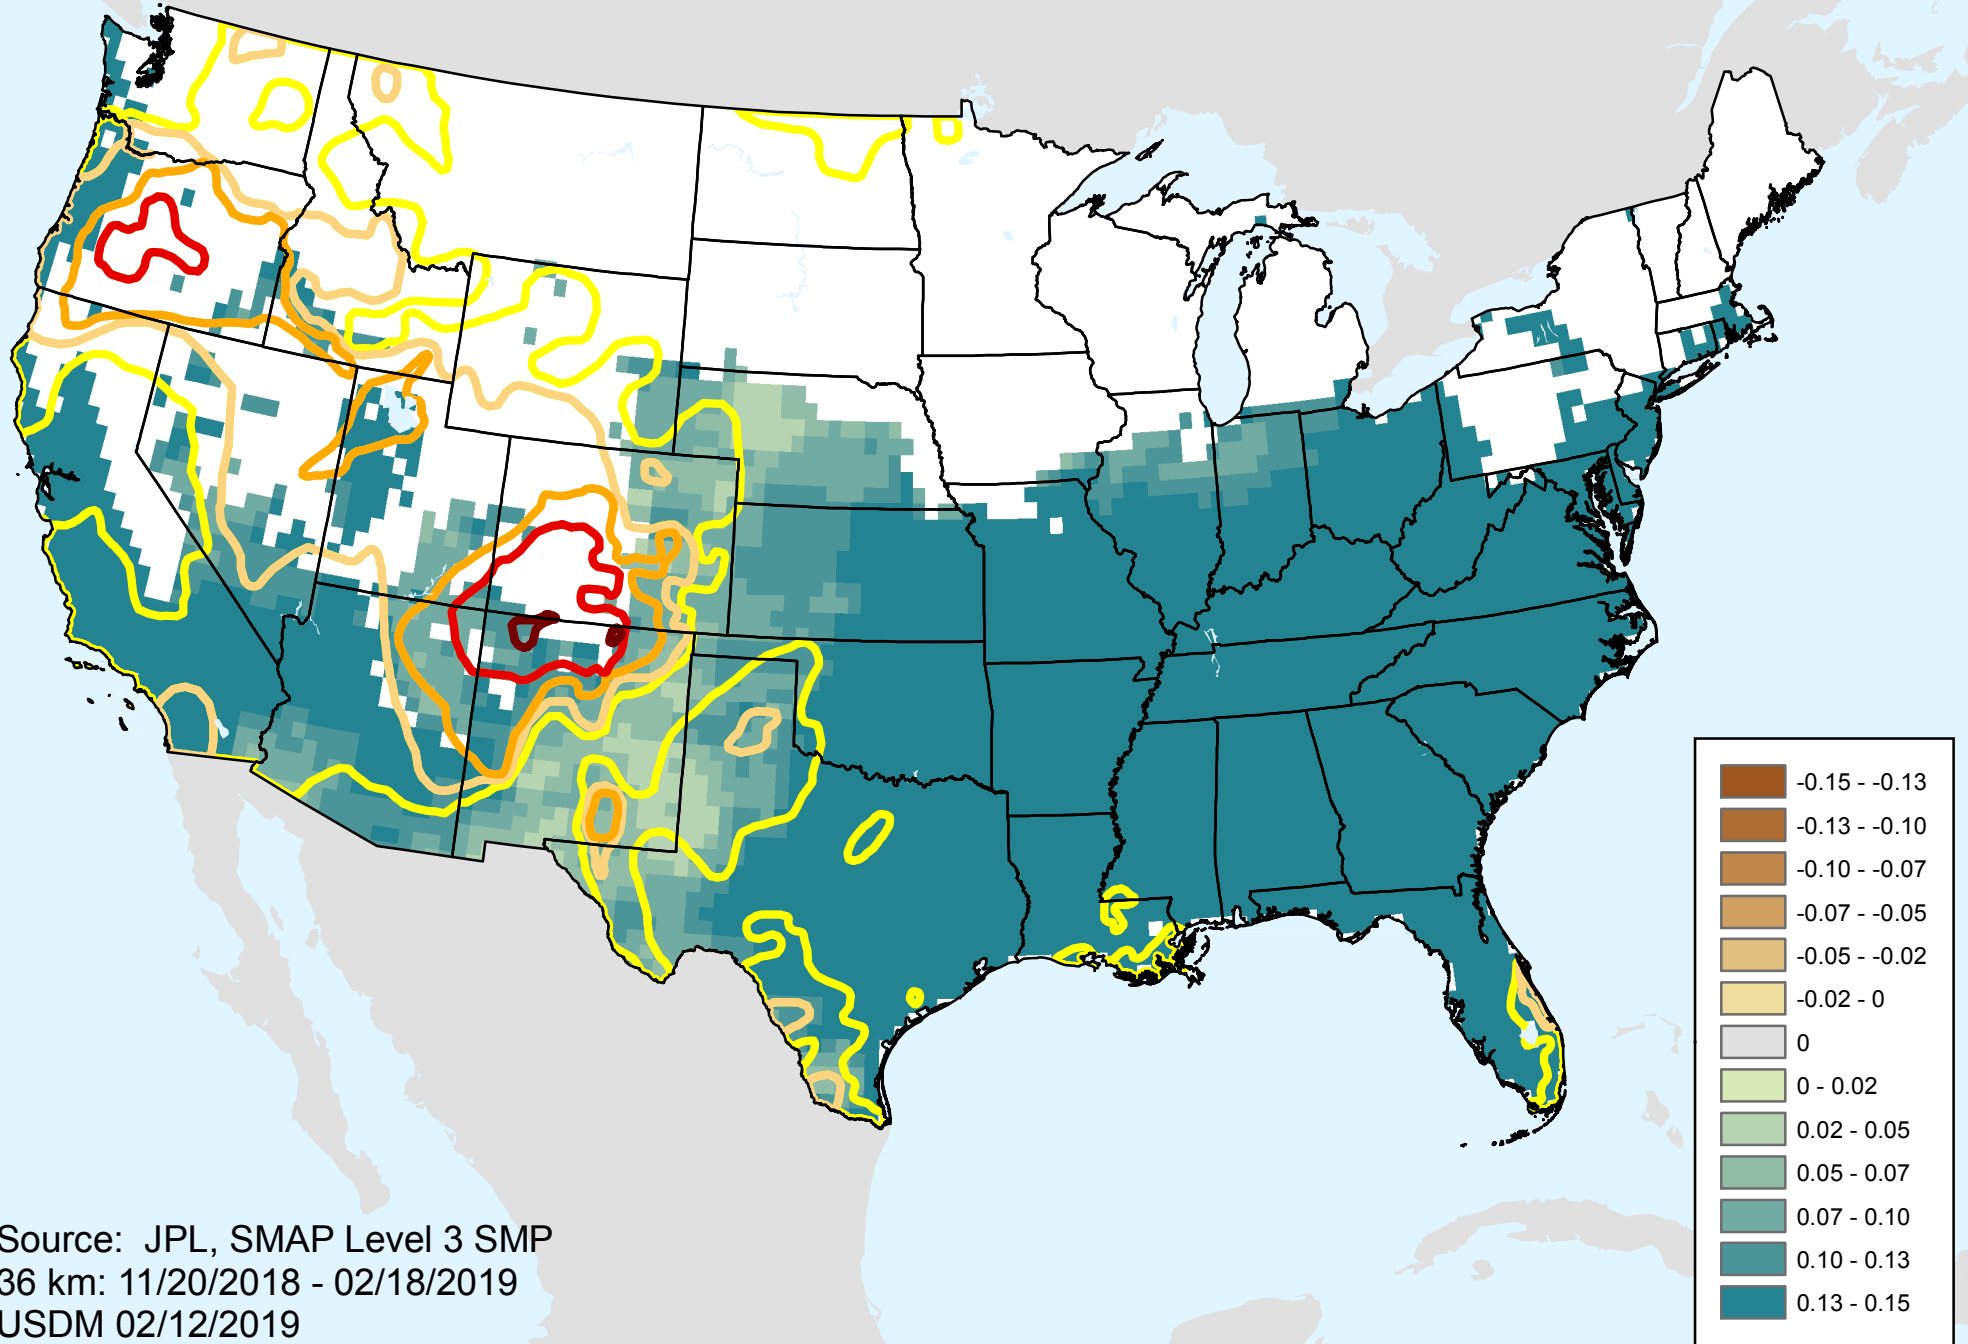 -0.15 - -0.13
-0.13 - -0.10
-0.10 - -0.07
-0.07 - -0.05
-0.05 - -0.02
-0.02 - 0
0
0 - 0.02
0.02 - 0.05
0.05 - 0.07
0.07 - 0.10
0.10 - 0.13
0.13 - 0.15
Source: JPL, SMAP Level 3 SMP
36 km: 11/20/2018 - 02/18/2019
USDM 02/12/2019